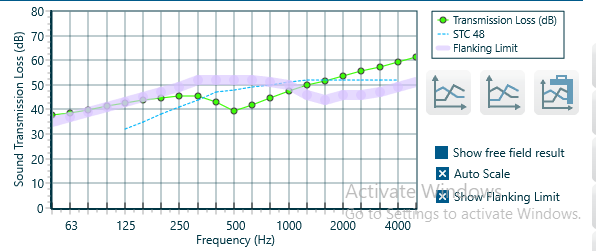 80
70
60
50
40
30
20
10
0
Sound Transmission Loss (dB)
63 125 250 500 1000 2000 4000
Frequency (Hz)
Transmission Loss (dB)
STC 48
Flanking Limit
Show free field result
Auto Scale
Show Flanking Limit
Activate Windows
Go to Settings to activate Windows.